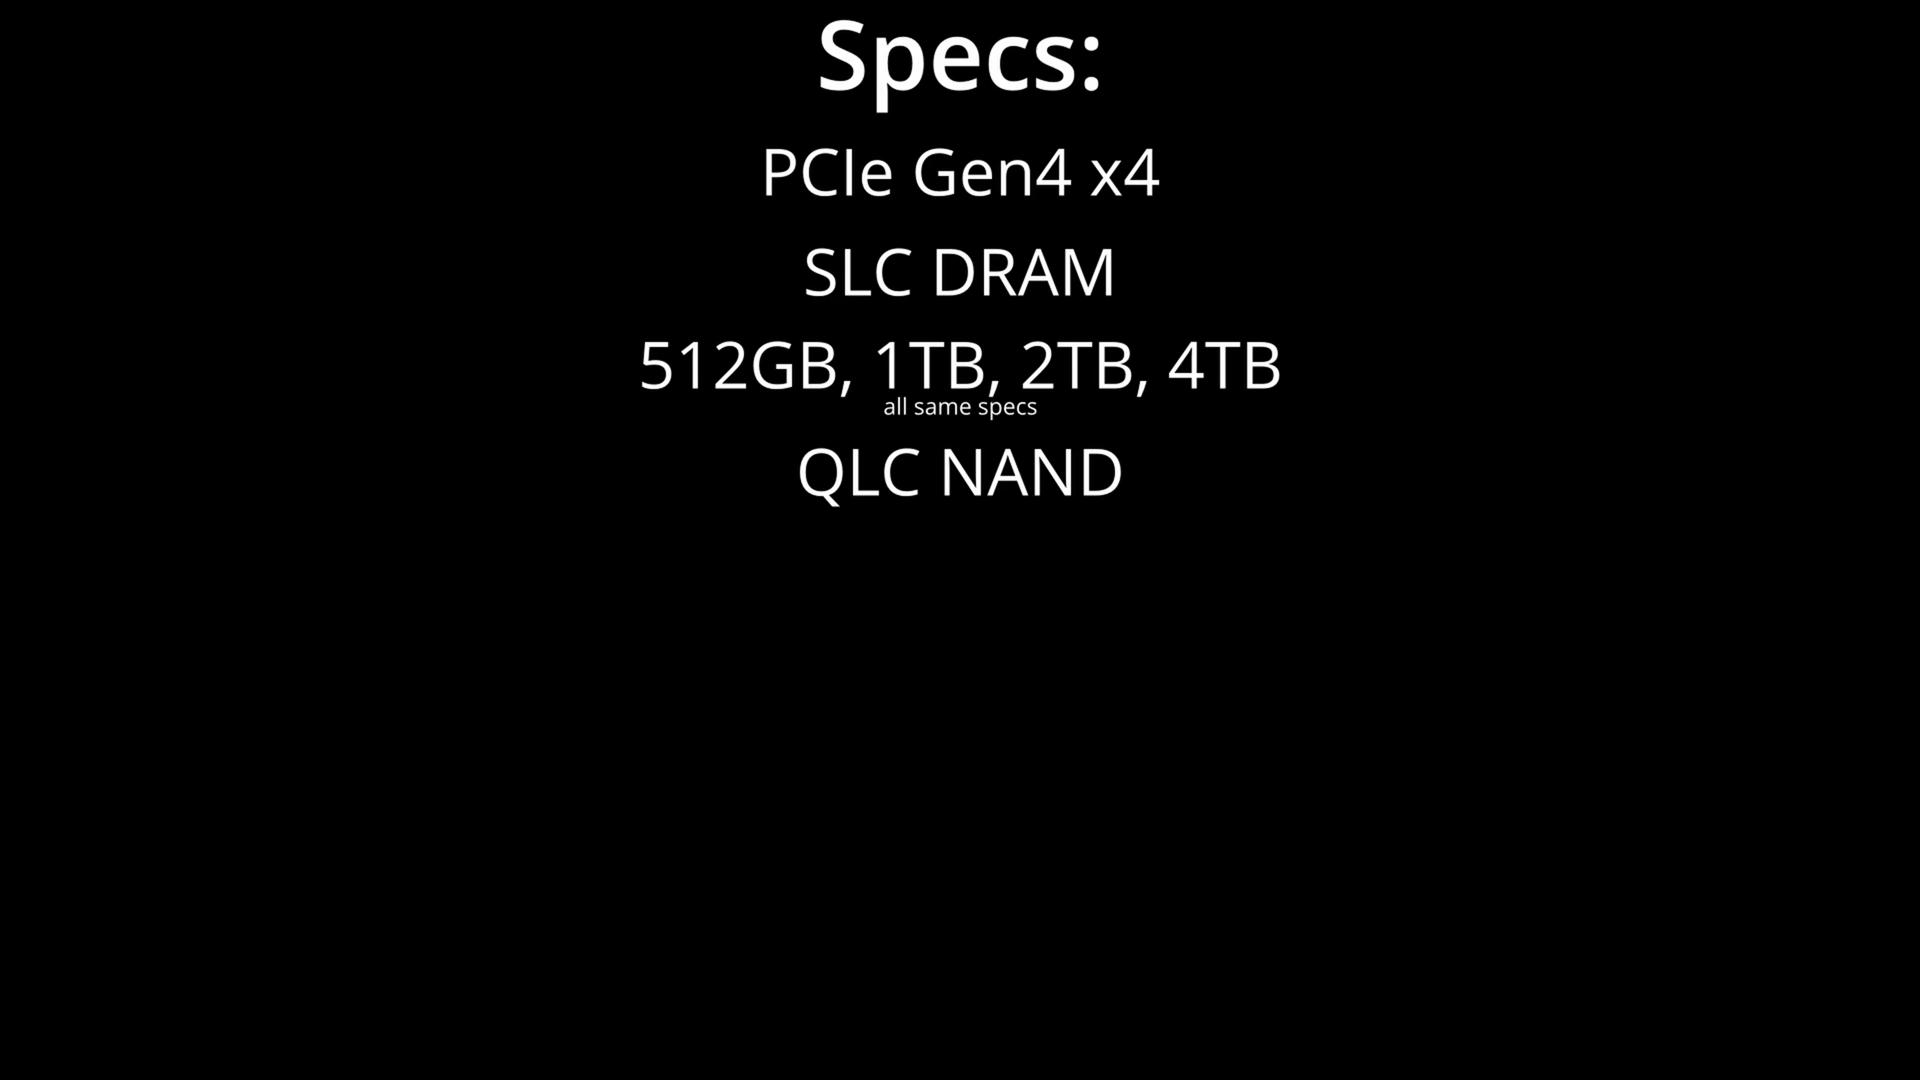 Specs:
PCIe Gen4 x4
SLC DRAM
512GB, 1TB, 2TB, 4TB
all same specs
QLC NAND